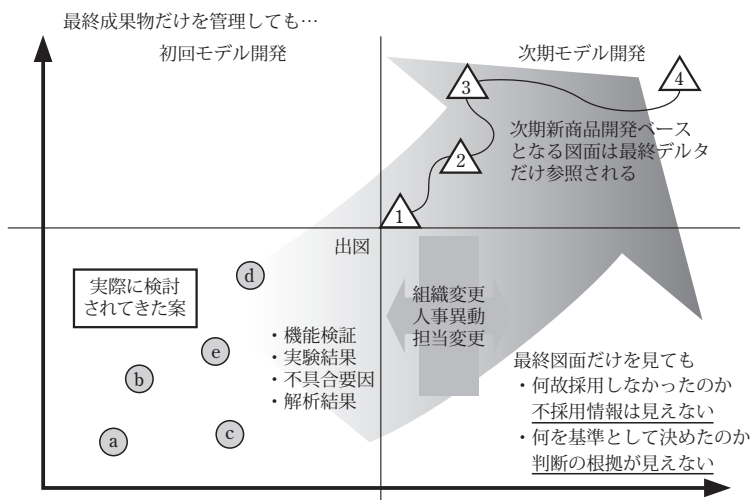 最終成果物だけを管理しても…
初回モデル開発
次期モデル開発
3
4
次期新商品開発ベース
となる図面は最終デルタ
だけ参照される
2
1
出図
d
実際に検討
されてきた案
組織変更
人事異動
担当変更
・機能検証
・実験結果
・不具合要因
・解析結果
e
b
a
c
最終図面だけを見ても
・何故採用しなかったのか
不採用情報は見えない
・何を基準として決めたのか
判断の根拠が見えない